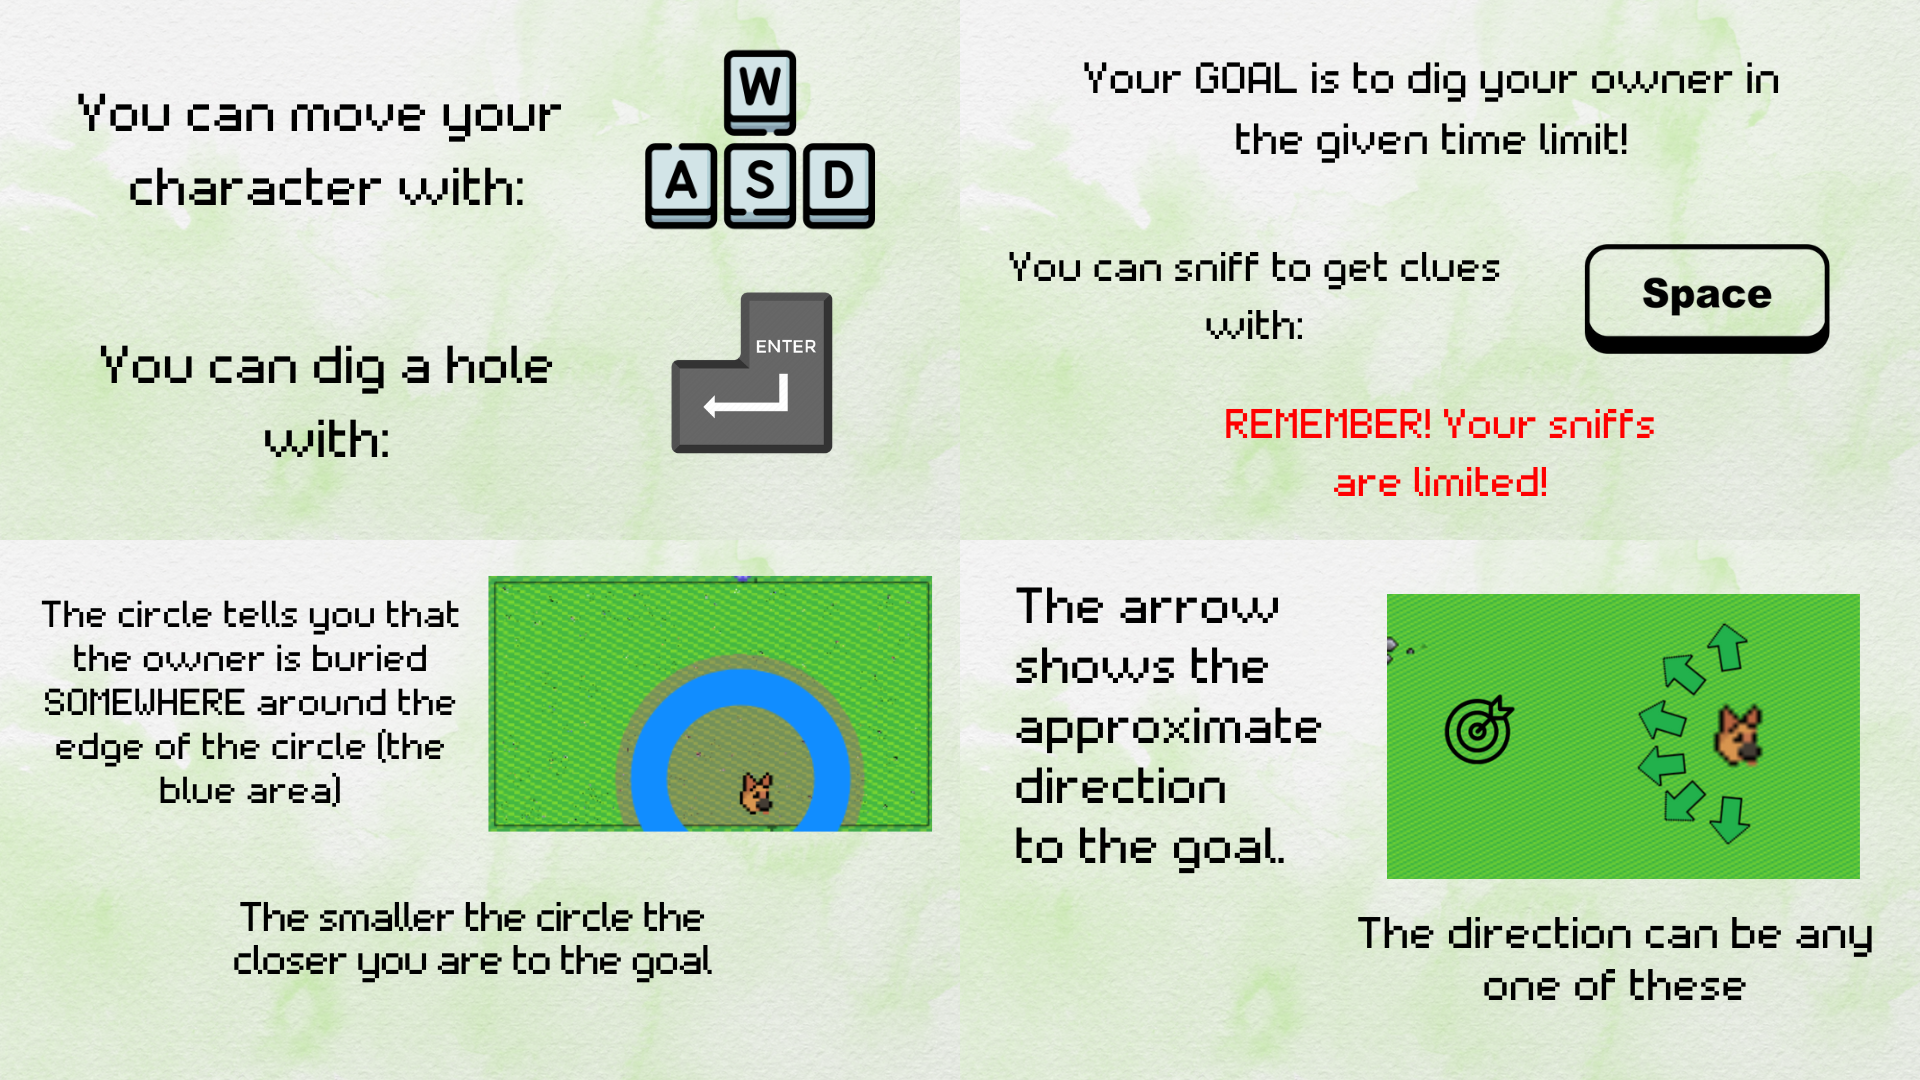 You can move your
character with:
W
A S D
You can dig a hole
with:
ENTER
Your GOAL is to dig your owner in
the given time limit!
You can sniff to get clues
with:
Space
REMEMBER! Your sniffs
are limited!
The circle tells you that
the owner is buried
SOMEWHERE around the
edge of the circle (the
blue area)
The smaller the circle the
closer you are to the goal
The arrow
shows the
approximate
direction
to the goal.
The direction can be any
one of these